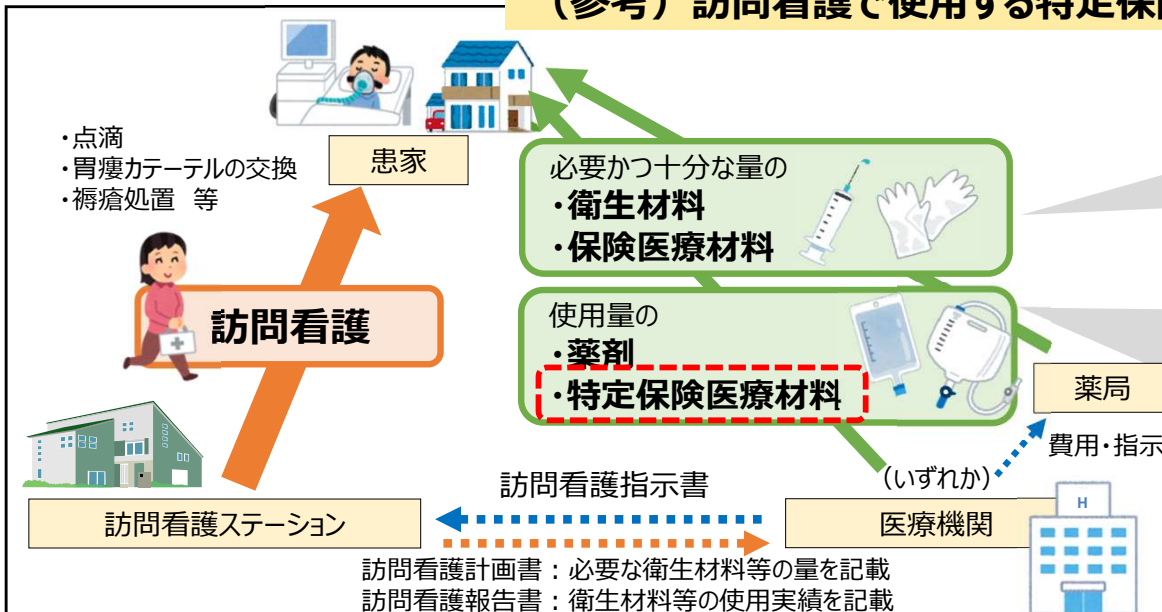 （参考）訪問看護で使用する特定保
・点滴
・胃瘻カテーテルの交換
・褥瘡処置 等
患家
必要かつ十分な量の
・衛生材料
・保険医療材料
訪問看護
使用量の
・薬剤
・特定保険医療材料
薬局
費用・指示
（いずれか）
訪問看護指示書
訪問看護ステーション
医療機関
H
訪問看護計画書：必要な衛生材料等の量を記載
訪問看護報告書：衛生材料等の使用実績を記載